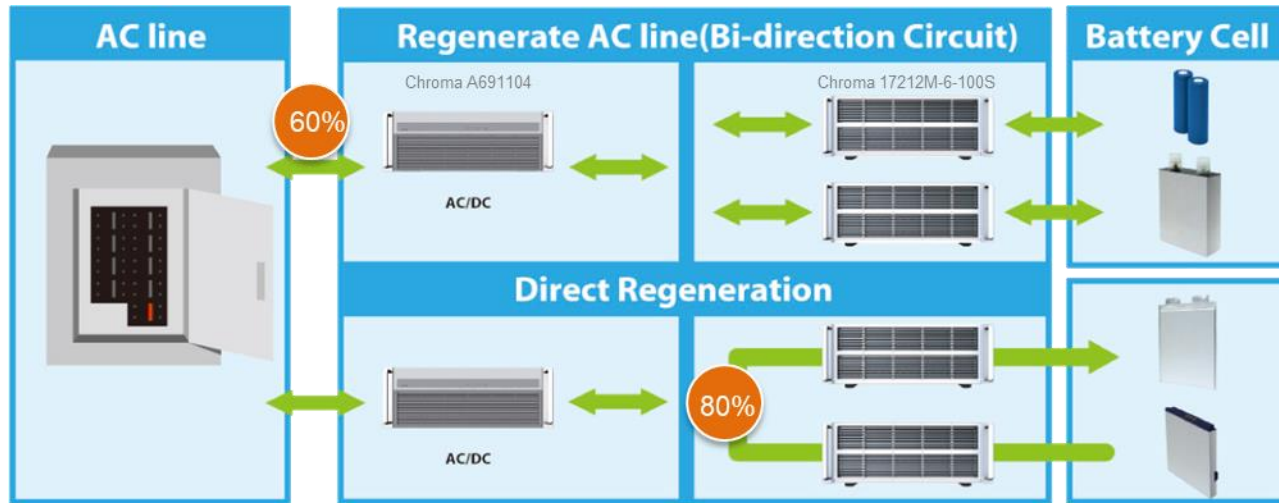 AC line
Regenerate AC line(Bi-direction Circuit)
Battery Cell
Chroma A691104
Chroma 17212M-6-100S
60%
AC/DC
Direct Regeneration
80%
AC/DC